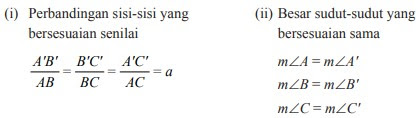 (i) Perbandingan sisi-sisi yang
bersesuaian senilai
A'B'/AB = B'C'/BC = A'C'/AC = a
(ii) Besar sudut-sudut yang
bersesuaian sama
m∠A = m∠A'
m∠B = m∠B'
m∠C = m∠C'